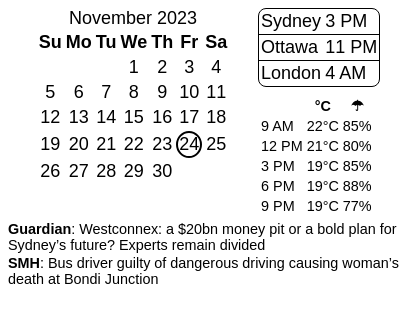 November 2023
Su Mo Tu We Th Fr Sa
1 2 3 4
5 6 7 8 9 10 11
12 13 14 15 16 17 18
19 20 21 22 23 24 25
26 27 28 29 30
Sydney 3 PM
Ottawa 11 PM
London 4 AM
°C ☂
9 AM 22°C 85%
12 PM 21°C 80%
3 PM 19°C 85%
6 PM 19°C 88%
9 PM 19°C 77%
Guardian: Westconnex: a $20bn money pit or a bold plan for
Sydney’s future? Experts remain divided
SMH: Bus driver guilty of dangerous driving causing woman’s
death at Bondi Junction